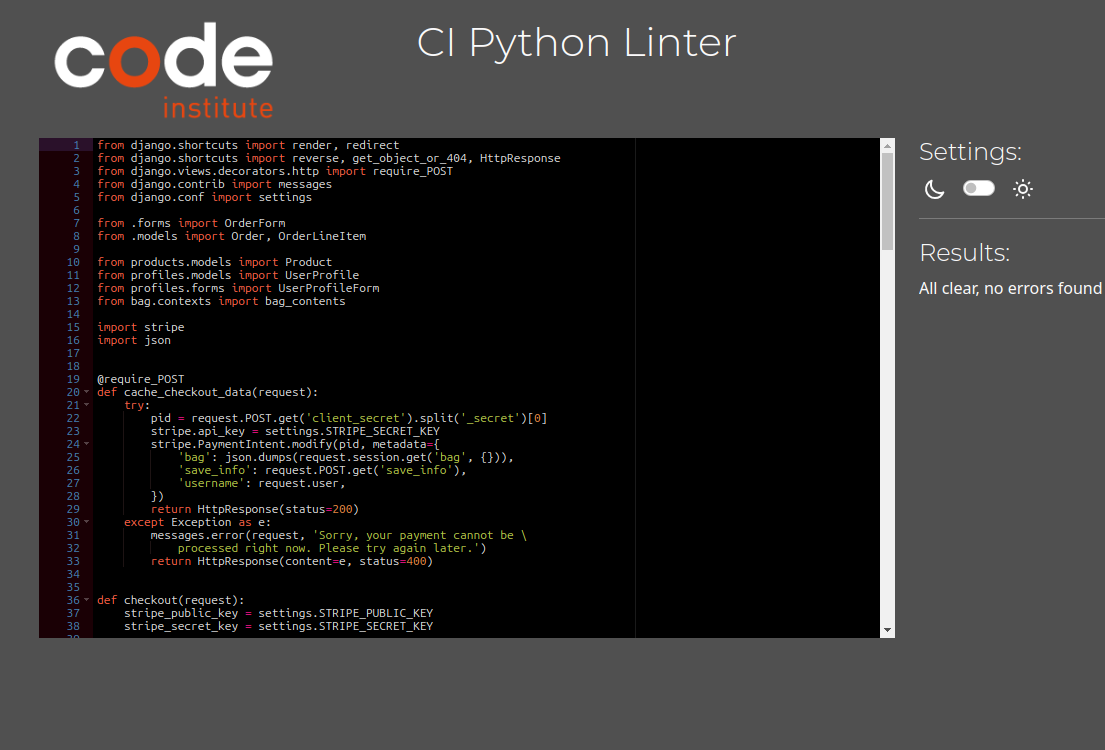 code
institute
CI Python Linter
1 from django.shortcuts import render, redirect
2 from django.shortcuts import reverse, get_object_or_404, HttpResponse
3 from django.views.decorators.http import require_POST
4 from django.contrib import messages
5 from django.conf import settings
6
7 from .forms import OrderForm
8 from .models import Order, OrderLineItem
9
10 from products.models import Product
11 from profiles.models import UserProfile
12 from profiles.forms import UserProfileForm
13 from bag.contexts import bag_contents
14
15 import stripe
16 import json
17
18
19 @require_POST
20 def cache_checkout_data(request):
21     try:
22         pid = request.POST.get('client_secret').split('_secret')[0]
23         stripe.api_key = settings.STRIPE_SECRET_KEY
24         stripe.PaymentIntent.modify(pid, metadata={
25             'bag': json.dumps(request.session.get('bag', {})),
26             'save_info': request.POST.get('save_info'),
27             'username': request.user,
28         })
29         return HttpResponse(status=200)
30     except Exception as e:
31         messages.error(request, 'Sorry, your payment cannot be \
32             processed right now. Please try again later.')
33         return HttpResponse(content=e, status=400)
34
35
36 def checkout(request):
37     stripe_public_key = settings.STRIPE_PUBLIC_KEY
38     stripe_secret_key = settings.STRIPE_SECRET_KEY
39
Settings:
Results:
All clear, no errors found